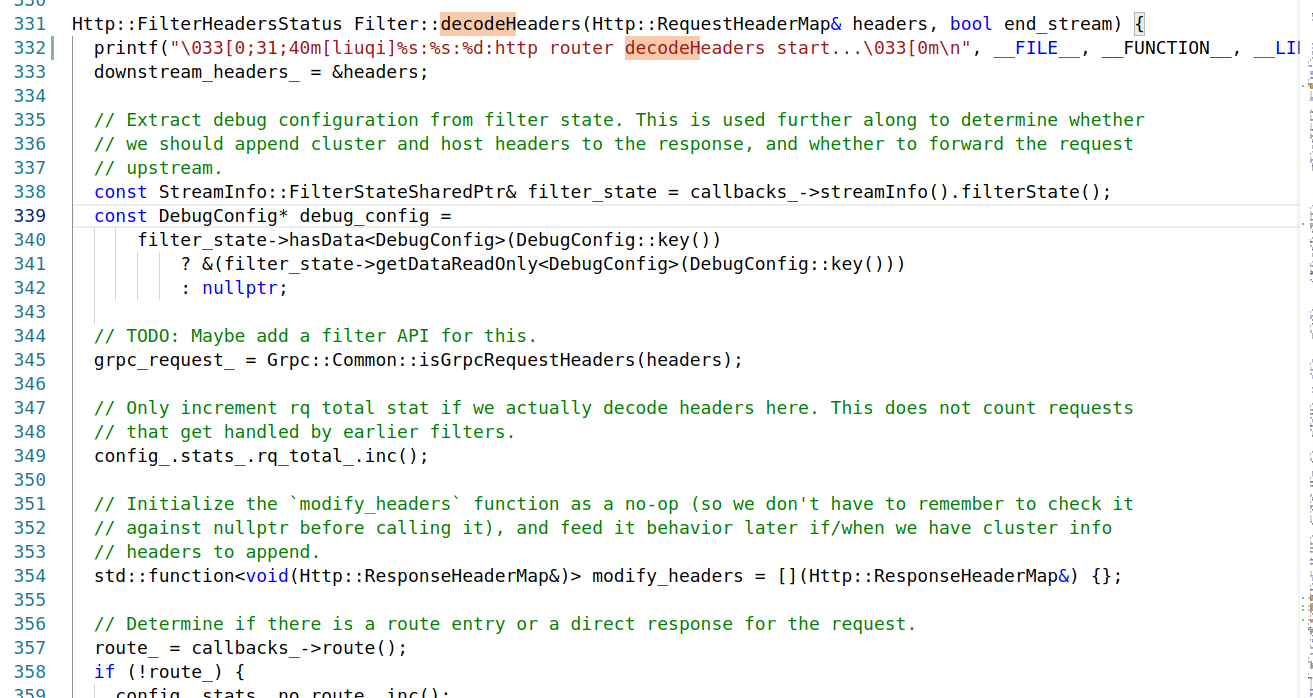 331 Http::FilterHeadersStatus Filter::decodeHeaders(Http::RequestHeaderMap& headers, bool end_stream) {
332   printf("\033[0;31;40m[liuqi]%s:%s:%d:http router decodeHeaders start...\033[0m\n", __FILE__, __FUNCTION__, __LI
333   downstream_headers_ = &headers;
334
335   // Extract debug configuration from filter state. This is used further along to determine whether
336   // we should append cluster and host headers to the response, and whether to forward the request
337   // upstream.
338   const StreamInfo::FilterStateSharedPtr& filter_state = callbacks_->streamInfo().filterState();
339   const DebugConfig* debug_config =
340       filter_state->hasData<DebugConfig>(DebugConfig::key())
341           ? &(filter_state->getDataReadOnly<DebugConfig>(DebugConfig::key()))
342           : nullptr;
343
344   // TODO: Maybe add a filter API for this.
345   grpc_request_ = Grpc::Common::isGrpcRequestHeaders(headers);
346
347   // Only increment rq total stat if we actually decode headers here. This does not count requests
348   // that get handled by earlier filters.
349   config_.stats_.rq_total_.inc();
350
351   // Initialize the `modify_headers` function as a no-op (so we don't have to remember to check it
352   // against nullptr before calling it), and feed it behavior later if/when we have cluster info
353   // headers to append.
354   std::function<void(Http::ResponseHeaderMap&)> modify_headers = [](Http::ResponseHeaderMap&) {};
355
356   // Determine if there is a route entry or a direct response for the request.
357   route_ = callbacks_->route();
358   if (!route_) {
359     config_.stats_.no_route_.inc();